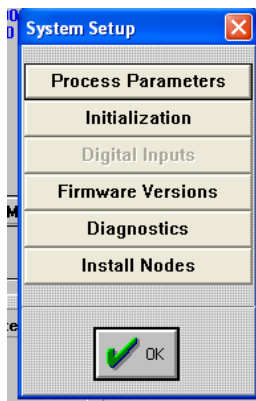 System Setup
Process Parameters
Initialization
Digital Inputs
Firmware Versions
Diagnostics
Install Nodes
OK